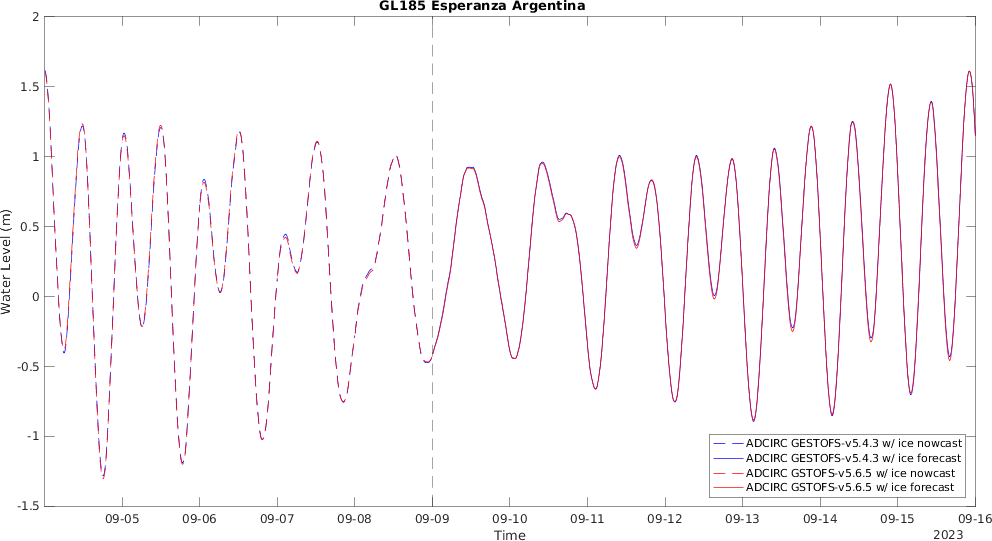 GL185 Esperanza Argentina
2
1.5
1
0.5
0
-0.5
-1
-1.5
Water Level (m)
ADCIRC GESTOFS-v5.4.3 w/ ice nowcast
ADCIRC GESTOFS-v5.4.3 w/ ice forecast
ADCIRC GSTOFS-v5.6.5 w/ ice nowcast
ADCIRC GSTOFS-v5.6.5 w/ ice forecast
09-05 09-06 09-07 09-08 09-09 09-10 09-11 09-12 09-13 09-14 09-15 09-16
Time
2023